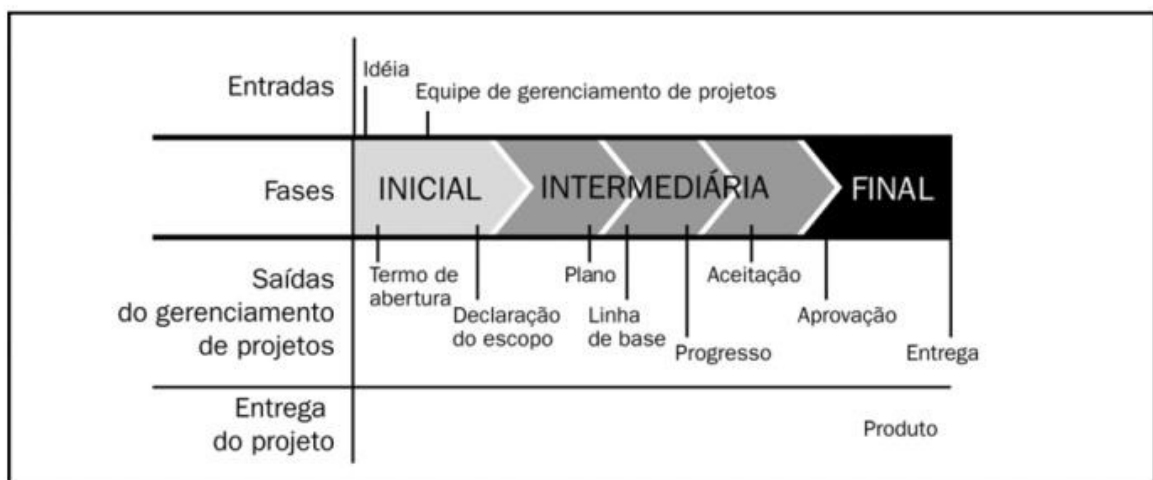 Entradas
Idéia
Equipe de gerenciamento de projetos
Fases
INICIAL
INTERMEDIÁRIA
FINAL
Saídas
do gerenciamento
de projetos
Termo de
abertura
Declaração
do escopo
Plano
Linha
de base
Progresso
Aceitação
Aprovação
Entrega
Entrega
do projeto
Produto